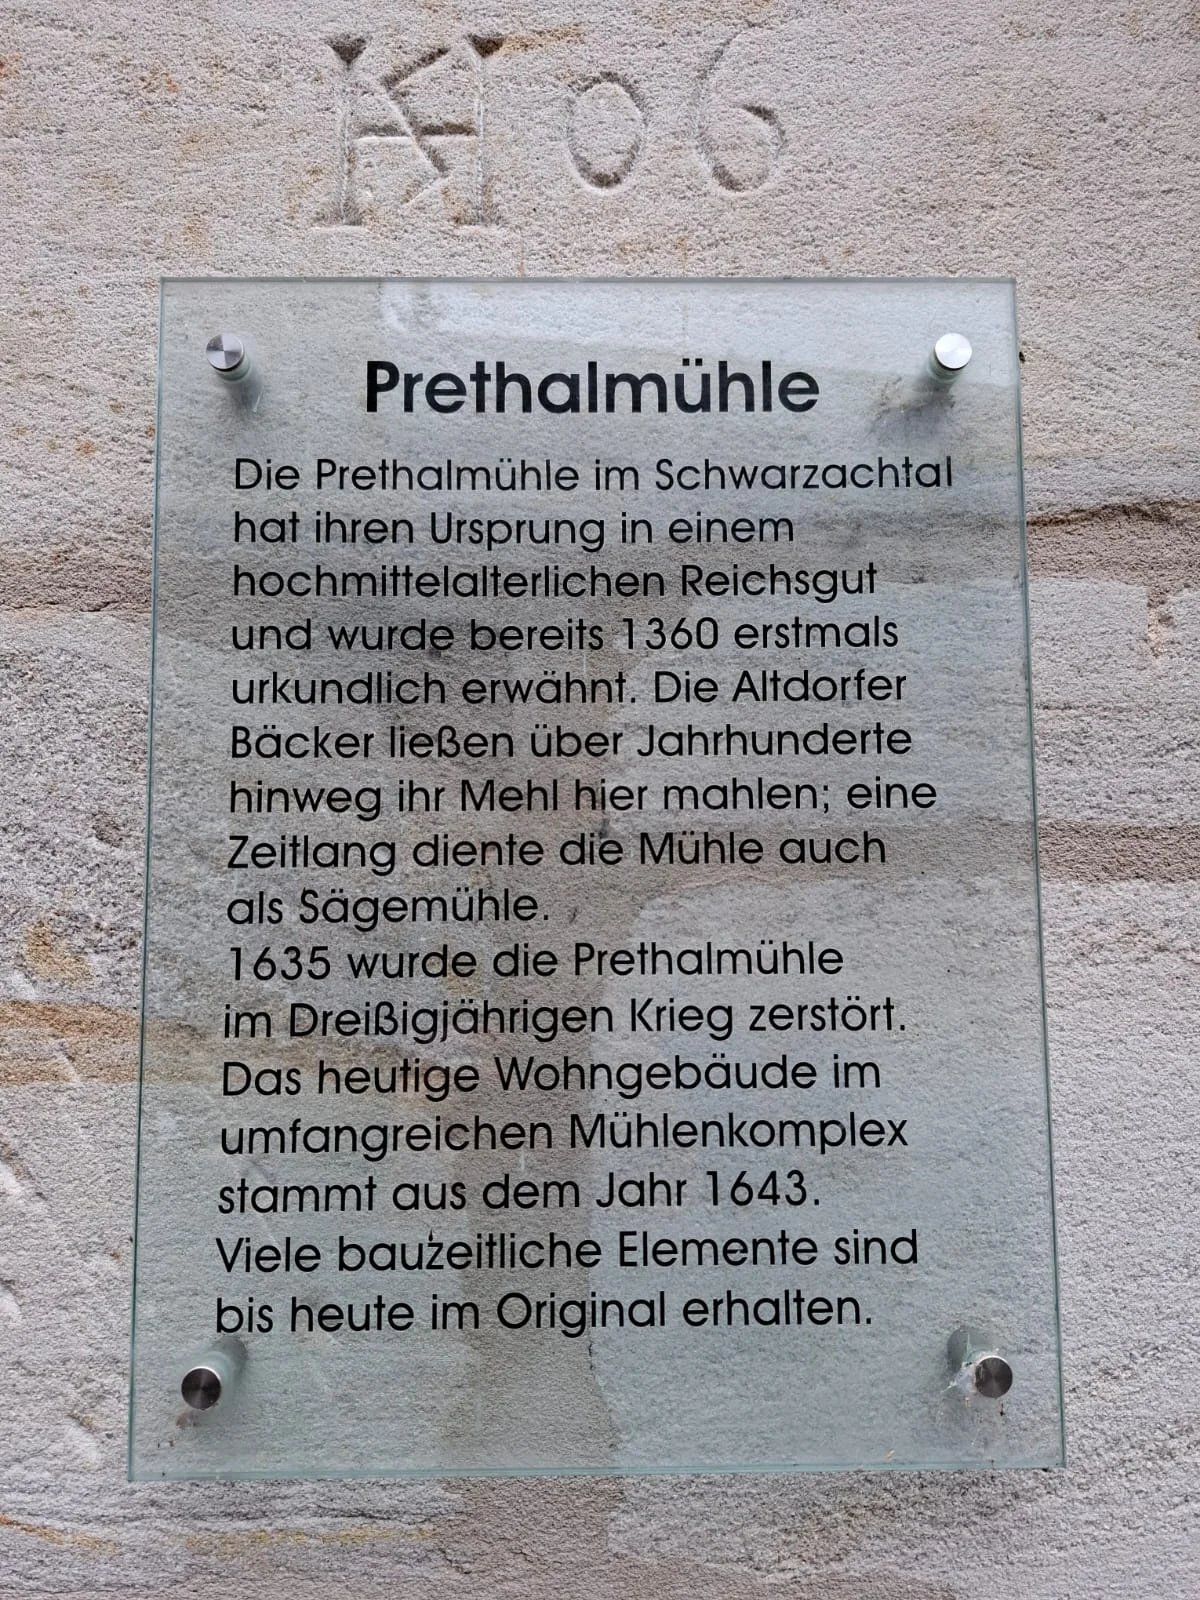 KH 06
Prethalmühle
Die Prethalmühle im Schwarzachtal
hat ihren Ursprung in einem
hochmittelalterlichen Reichsgut
und wurde bereits 1360 erstmals
urkundlich erwähnt. Die Altdorfer
Bäcker ließen über Jahrhunderte
hinweg ihr Mehl hier mahlen; eine
Zeitlang diente die Mühle auch
als Sägemühle.
1635 wurde die Prethalmühle
im Dreißigjährigen Krieg zerstört.
Das heutige Wohngebäude im
umfangreichen Mühlenkomplex
stammt aus dem Jahr 1643.
Viele bauzeitliche Elemente sind
bis heute im Original erhalten.